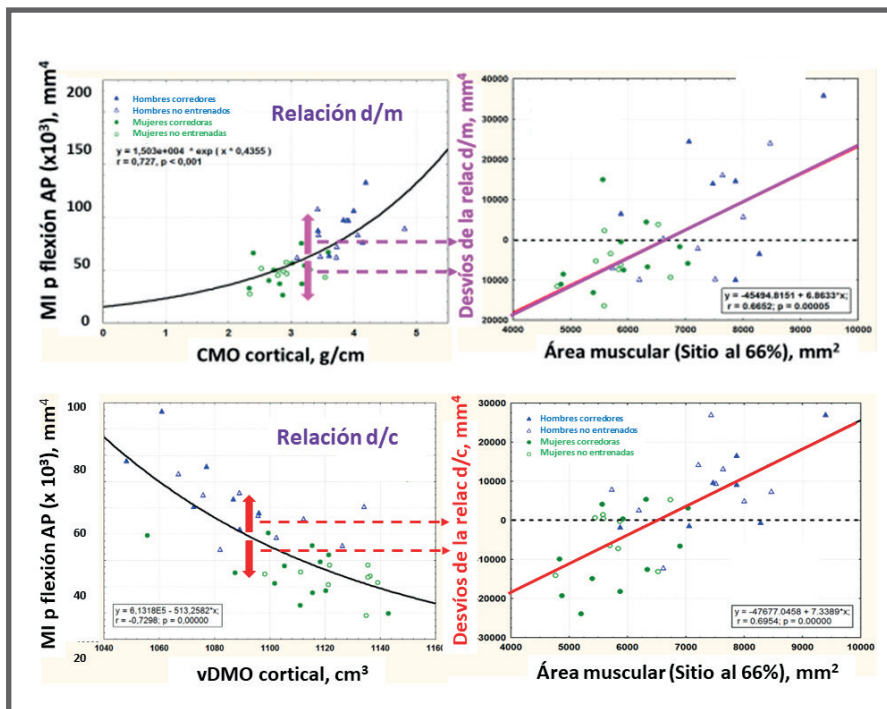 MI p flexión AP (x10³), mm⁴
200
150
100
50
0
Hombres corredores
Hombres no entrenados
Mujeres corredoras
Mujeres no entrenadas
y = 1,503e+004 * exp ( x * 0,4355)
r = 0,727, p < 0,001
Relación d/m
0 1 2 3 4 5
CMO cortical, g/cm
Desvíos de la relac d/m, mm⁴
40000
30000
20000
10000
0
10000
20000
y = -45494.8151 + 6.8633*x;
r = 0.6652; p = 0.00005
4000 5000 6000 7000 8000 9000 10000
Área muscular (Sitio al 66%), mm²
MI p flexión AP (x 10³), mm⁴
100
80
60
40
20
Relación d/c
y = 6,1318E5 - 513,2582*x;
r = -0,7298; p = 0,00000
1040 1060 1080 1100 1120 1140 1160
vDMO cortical, cm³
Desvíos de la relac d/c, mm⁴
30000
20000
10000
0
10000
20000
30000
Hombres corredores
Hombres no entrenados
Mujeres corredoras
Mujeres no entrenadas
y = -47677.0458 + 7.3389*x;
r = 0.6954; p = 0.00000
4000 5000 6000 7000 8000 9000 10000
Área muscular (Sitio al 66%), mm²